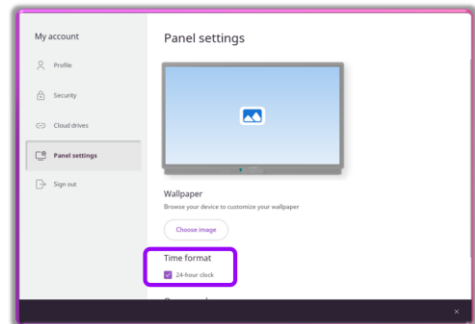 My account
Profile
Security
Cloud drives
Panel settings
Sign out
Panel settings
Wallpaper
Browse your device to customize your wallpaper
Choose image
Time format
24-hour clock